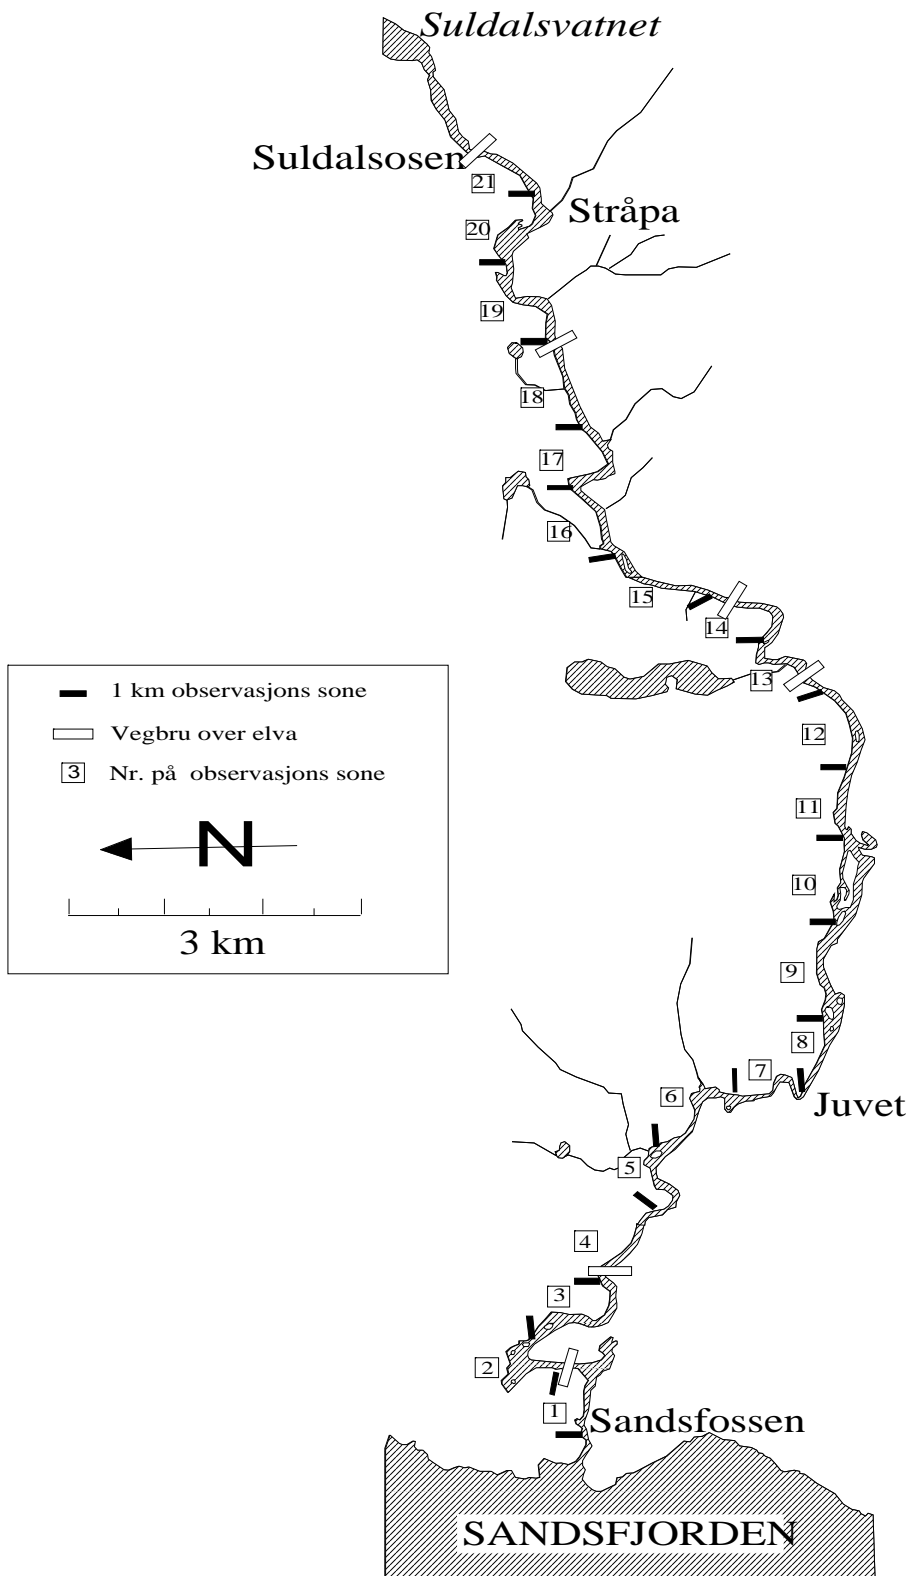 Suldalsvatnet
Suldalsosen
21
Stråpa
20
19
18
17
16
15
14
13
12
11
10
9
8
7
Juvet
6
5
4
3
2
1
Sandsfossen
SANDSFJORDEN
1 km observasjons sone
Vegbru over elva
3 Nr. på observasjons sone
N
3 km